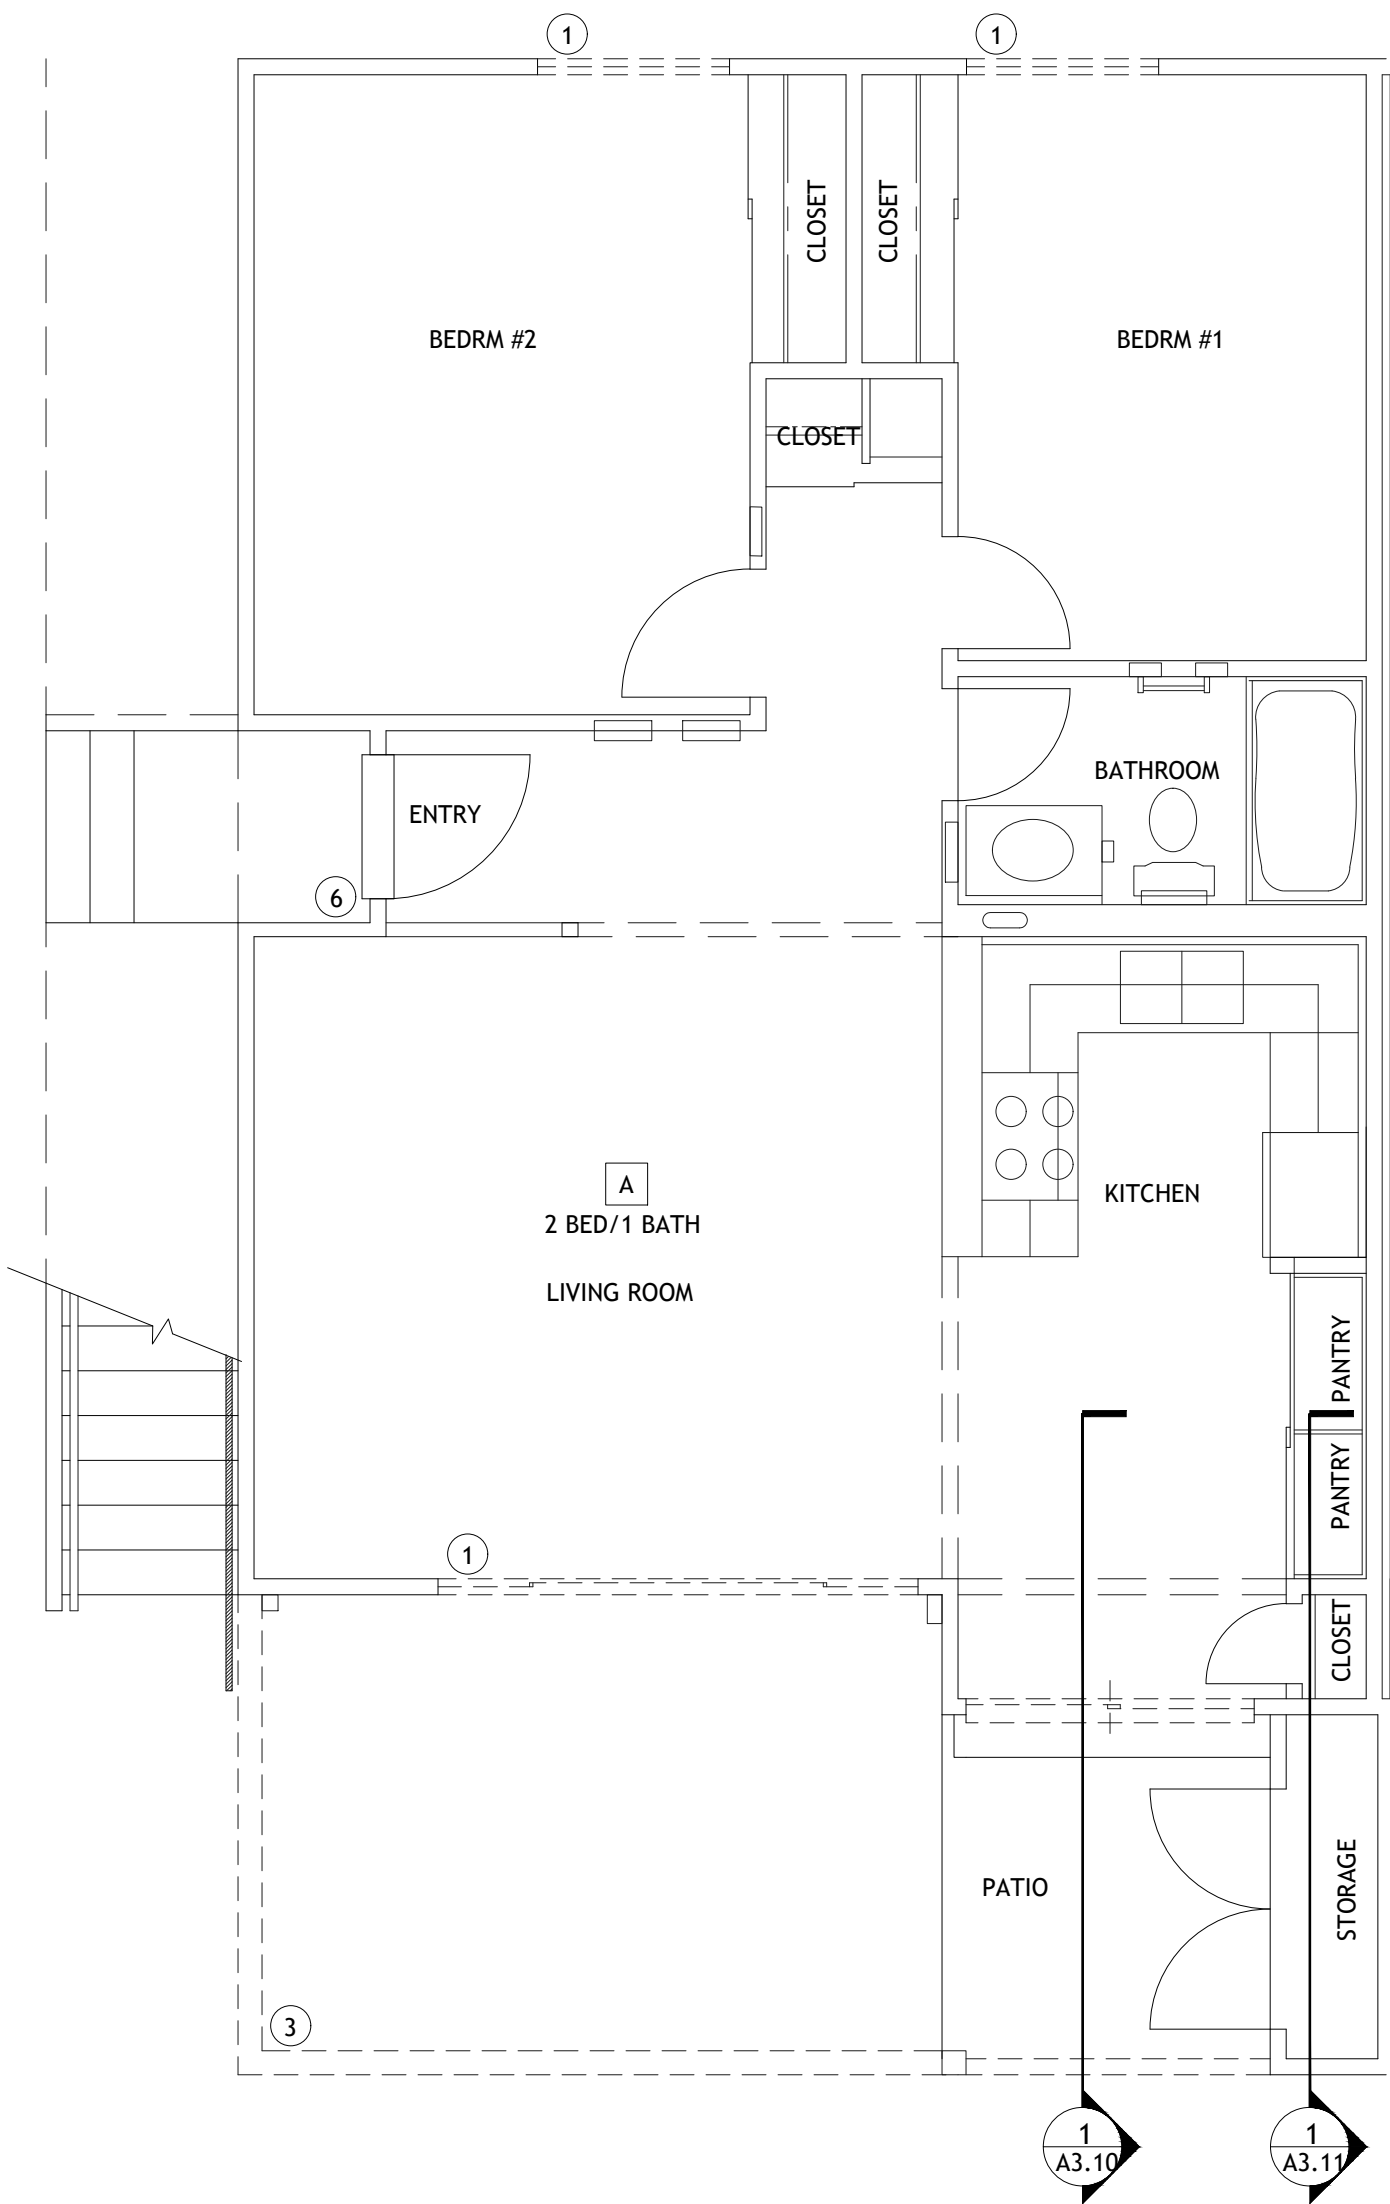 1
1
CLOSET
CLOSET
BEDRM #2
BEDRM #1
CLOSET
BATHROOM
ENTRY
6
A
2 BED/1 BATH
KITCHEN
LIVING ROOM
PANTRY
PANTRY
1
CLOSET
PATIO
STORAGE
3
1
A3.10
1
A3.11